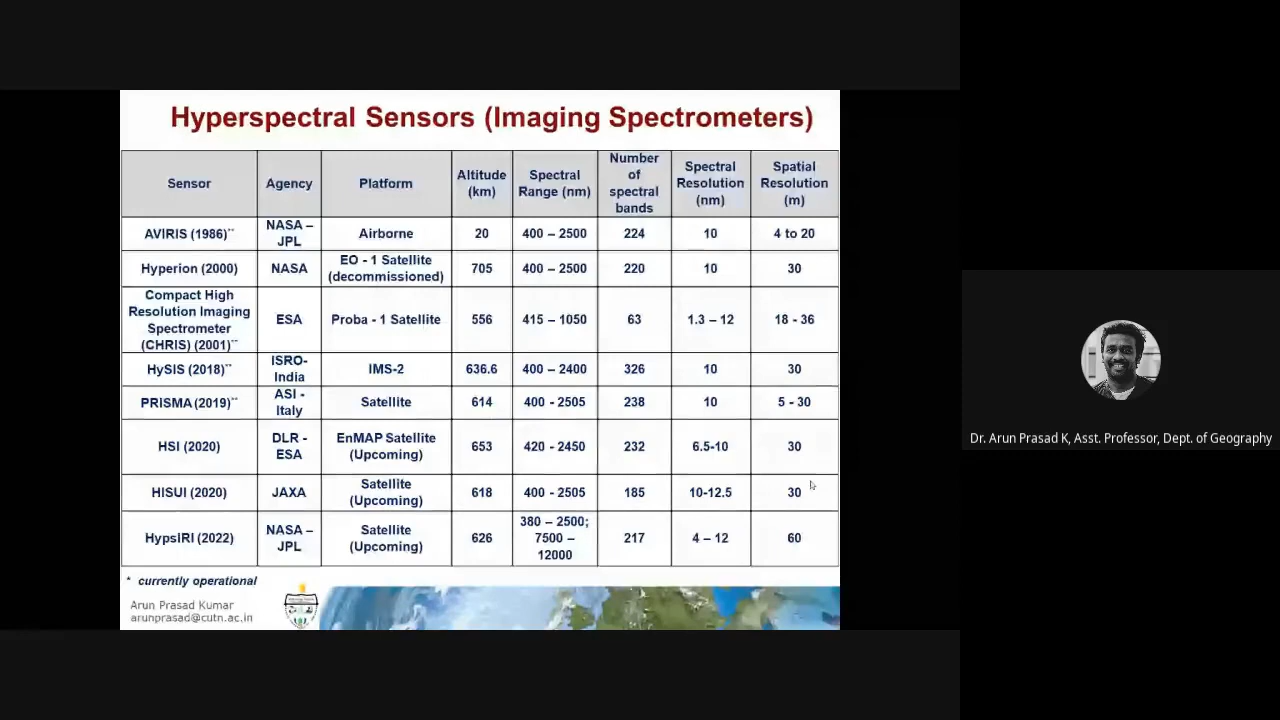 Hyperspectral Sensors (Imaging Spectrometers)
Sensor Agency Platform Altitude (km) Spectral Range (nm) Number of spectral bands Spectral Resolution (nm) Spatial Resolution (m)
AVIRIS (1986)** NASA – JPL Airborne 20 400 – 2500 224 10 4 to 20
Hyperion (2000) NASA EO - 1 Satellite (decommissioned) 705 400 – 2500 220 10 30
Compact High Resolution Imaging Spectrometer (CHRIS) (2001)** ESA Proba - 1 Satellite 556 415 – 1050 63 1.3 – 12 18 - 36
HySIS (2018)** ISRO- India IMS-2 636.6 400 – 2400 326 10 30
PRISMA (2019)** ASI - Italy Satellite 614 400 - 2505 238 10 5 - 30
HSI (2020) DLR - ESA EnMAP Satellite (Upcoming) 653 420 - 2450 232 6.5-10 30
HISUI (2020) JAXA Satellite (Upcoming) 618 400 - 2505 185 10-12.5 30
HypsIRI (2022) NASA – JPL Satellite (Upcoming) 626 380 – 2500; 7500 – 12000 217 4 – 12 60
* currently operational
Arun Prasad Kumar
arunprasad@cutn.ac.in
Dr. Arun Prasad K, Asst. Professor, Dept. of Geography